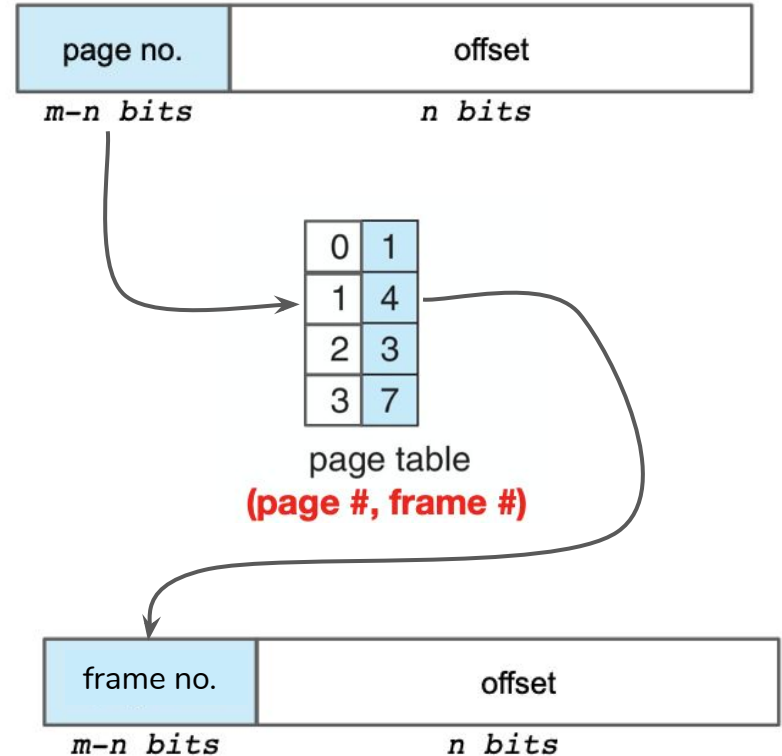 page no. offset
m-n bits n bits
0 1
1 4
2 3
3 7
page table
(page #, frame #)
frame no. offset
m-n bits n bits